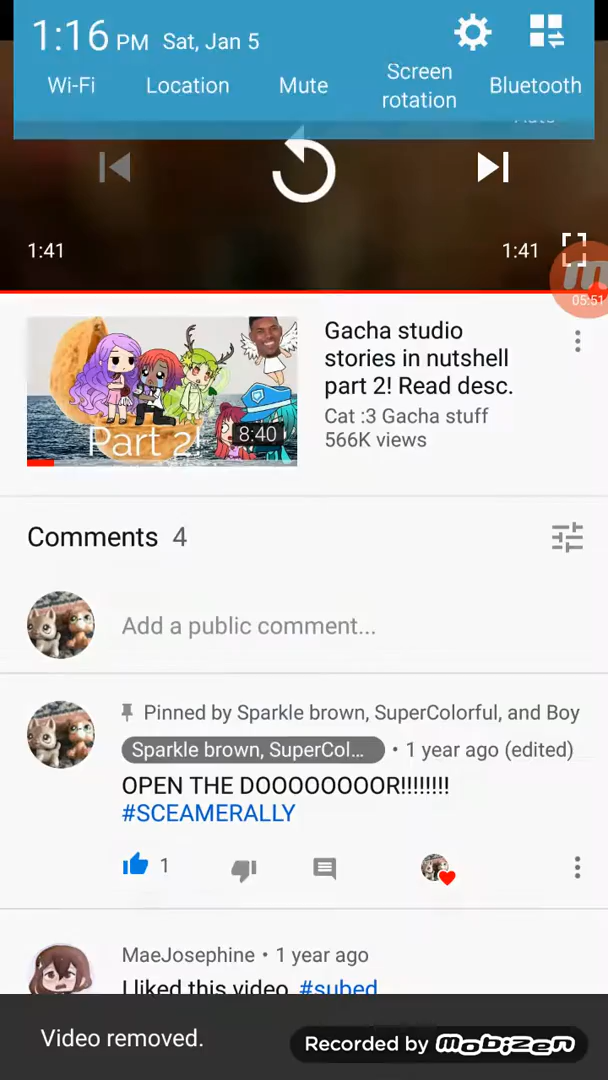 1:16 PM Sat, Jan 5
Wi-Fi
Location
Mute
Screen
rotation
Bluetooth
1:41
1:41
05:51
Part 2!
8:40
Gacha studio
stories in nutshell
part 2! Read desc.
Cat :3 Gacha stuff
566K views
Comments 4
Add a public comment...
Pinned by Sparkle brown, SuperColorful, and Boy
Sparkle brown, SuperCol... • 1 year ago (edited)
OPEN THE DOOOOOOOOR!!!!!!!!
#SCEAMERALLY
1
MaeJosephine • 1 year ago
I liked this video. #subed
Video removed.
Recorded by mobizen